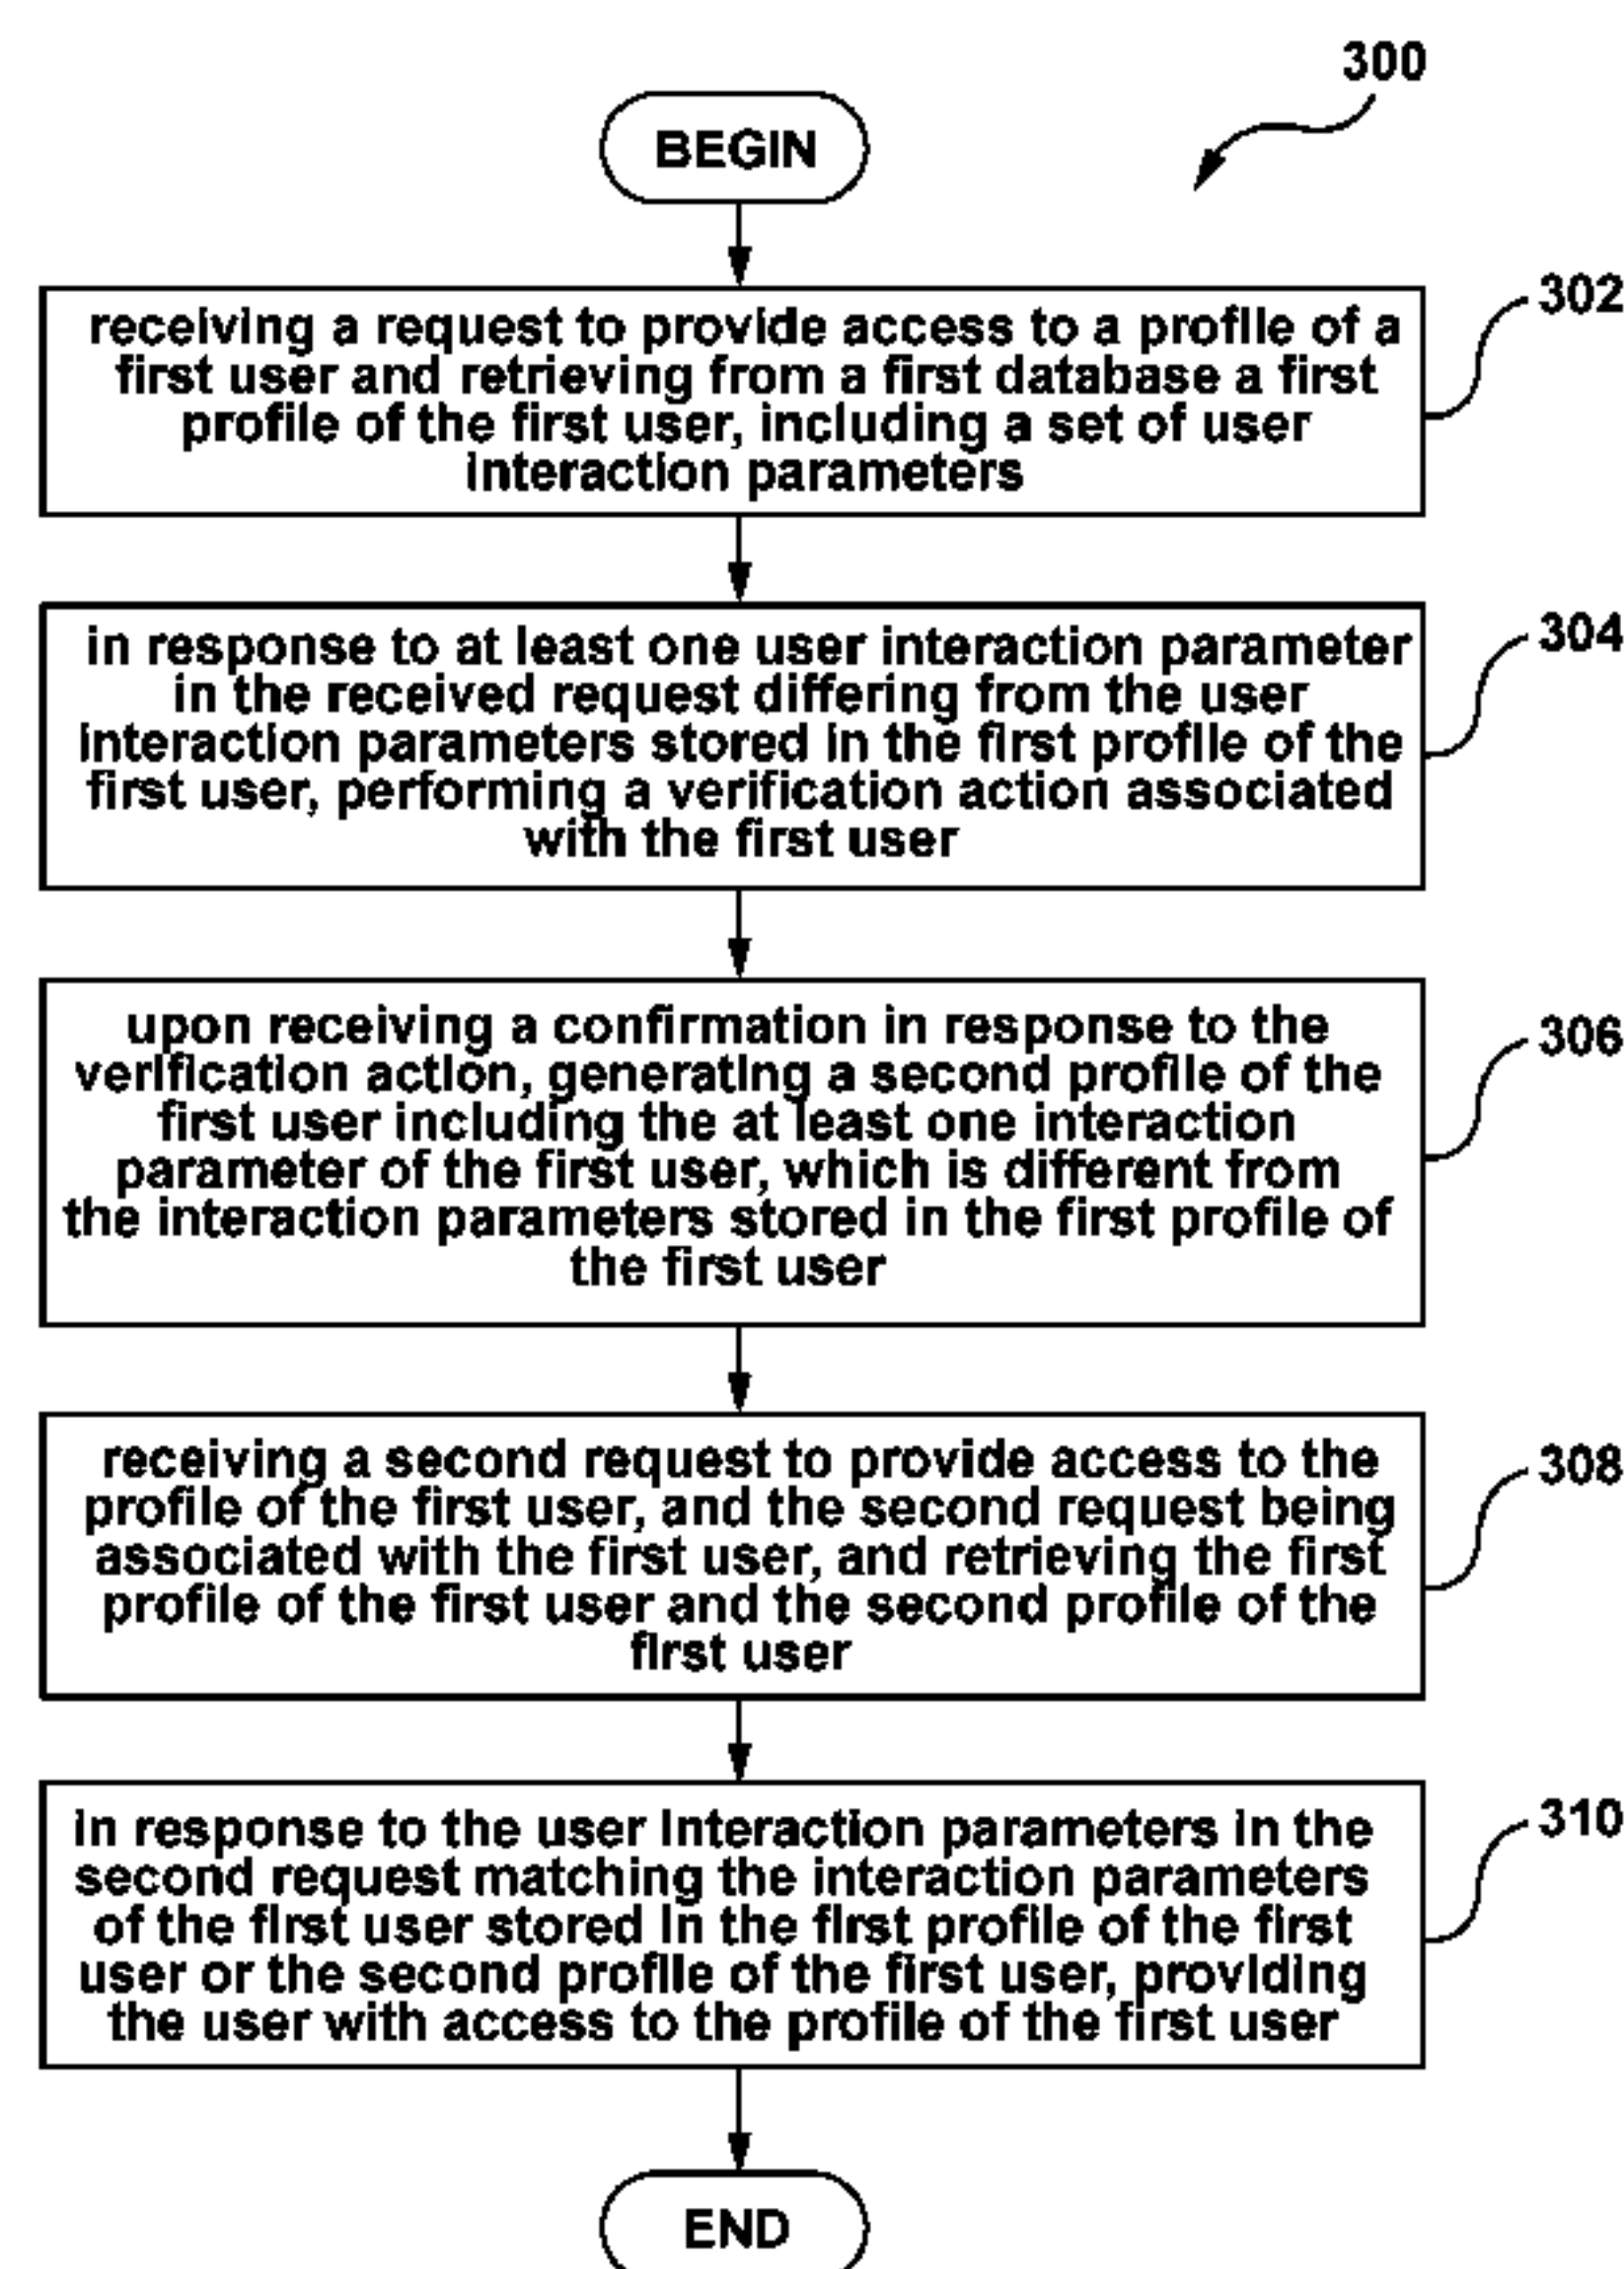 300
BEGIN
302
receiving a request to provide access to a profile of a
first user and retrieving from a first database a first
profile of the first user, including a set of user
interaction parameters
304
in response to at least one user interaction parameter
in the received request differing from the user
interaction parameters stored in the first profile of the
first user, performing a verification action associated
with the first user
306
upon receiving a confirmation in response to the
verification action, generating a second profile of the
first user including the at least one interaction
parameter of the first user, which is different from
the interaction parameters stored in the first profile of
the first user
308
receiving a second request to provide access to the
profile of the first user, and the second request being
associated with the first user, and retrieving the first
profile of the first user and the second profile of the
first user
310
in response to the user interaction parameters in the
second request matching the interaction parameters
of the first user stored in the first profile of the first
user or the second profile of the first user, providing
the user with access to the profile of the first user
END